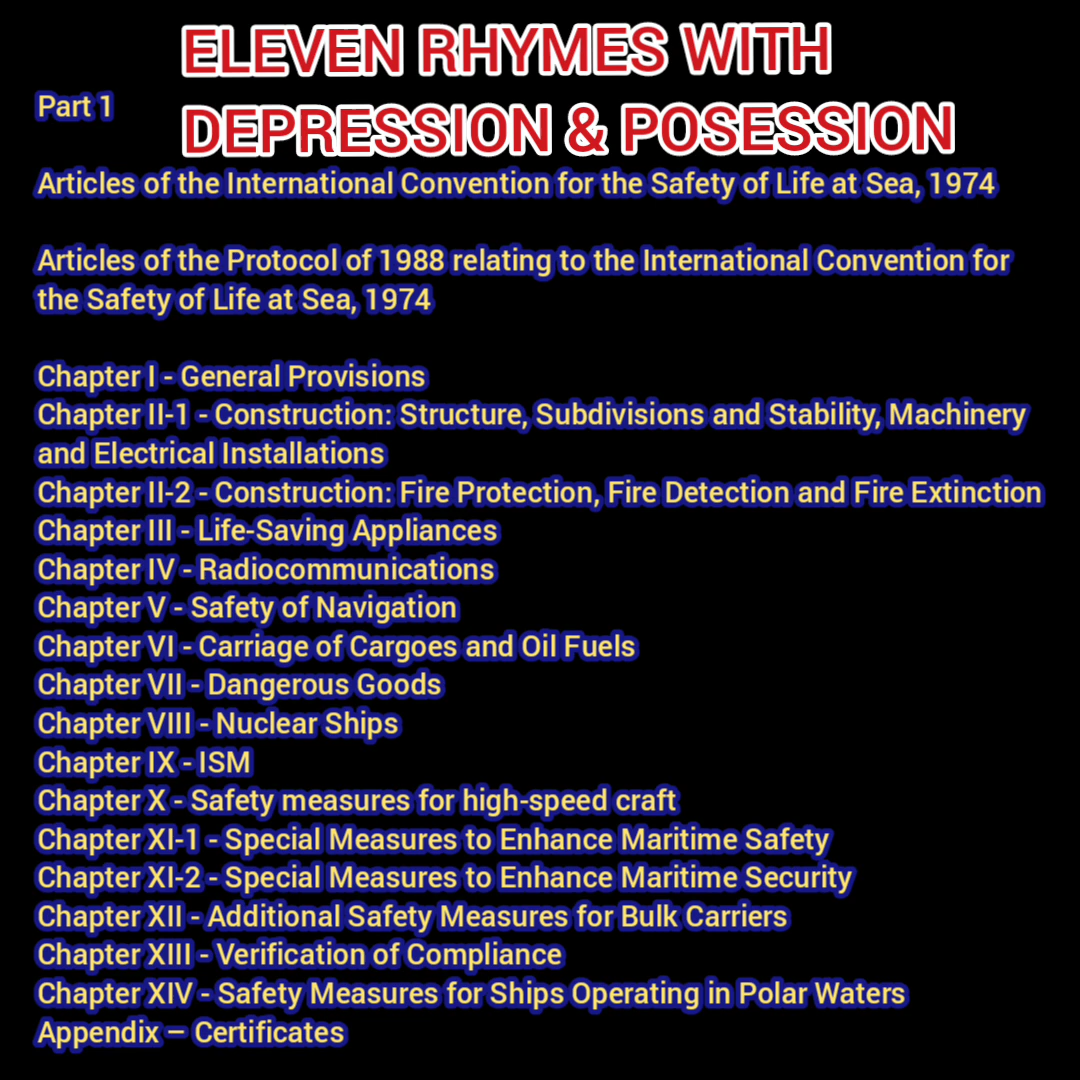 ELEVEN RHYMES WITH
DEPRESSION & POSESSION
Part 1
Articles of the International Convention for the Safety of Life at Sea, 1974
Articles of the Protocol of 1988 relating to the International Convention for
the Safety of Life at Sea, 1974
Chapter I - General Provisions
Chapter II-1 - Construction: Structure, Subdivisions and Stability, Machinery
and Electrical Installations
Chapter II-2 - Construction: Fire Protection, Fire Detection and Fire Extinction
Chapter III - Life-Saving Appliances
Chapter IV - Radiocommunications
Chapter V - Safety of Navigation
Chapter VI - Carriage of Cargoes and Oil Fuels
Chapter VII - Dangerous Goods
Chapter VIII - Nuclear Ships
Chapter IX - ISM
Chapter X - Safety measures for high-speed craft
Chapter XI-1 - Special Measures to Enhance Maritime Safety
Chapter XI-2 - Special Measures to Enhance Maritime Security
Chapter XII - Additional Safety Measures for Bulk Carriers
Chapter XIII - Verification of Compliance
Chapter XIV - Safety Measures for Ships Operating in Polar Waters
Appendix – Certificates